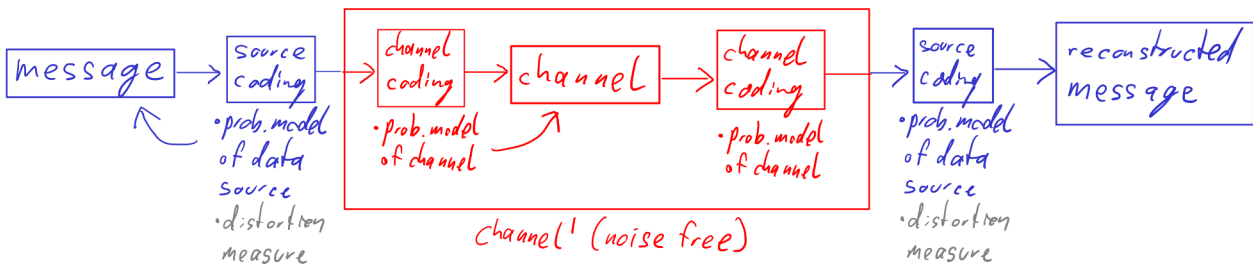 message
source
coding
• prob. model
of data
source
• distortion
measure
channel
coding
• prob. model
of channel
channel
channel
coding
• prob. model
of channel
channel' (noise free)
source
coding
• prob. model
of data
source
• distortion
measure
reconstructed
message